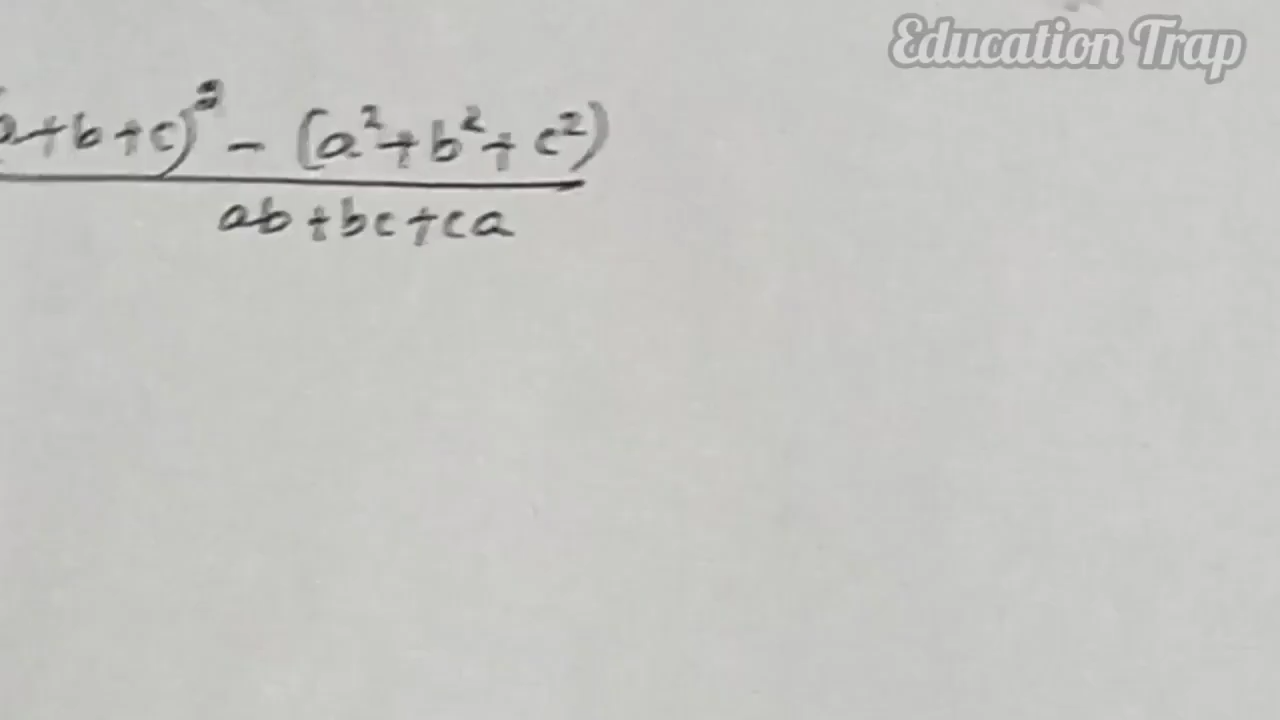 Education Trap
a+b+c)² - (a²+b²+c²)
ab+bc+ca